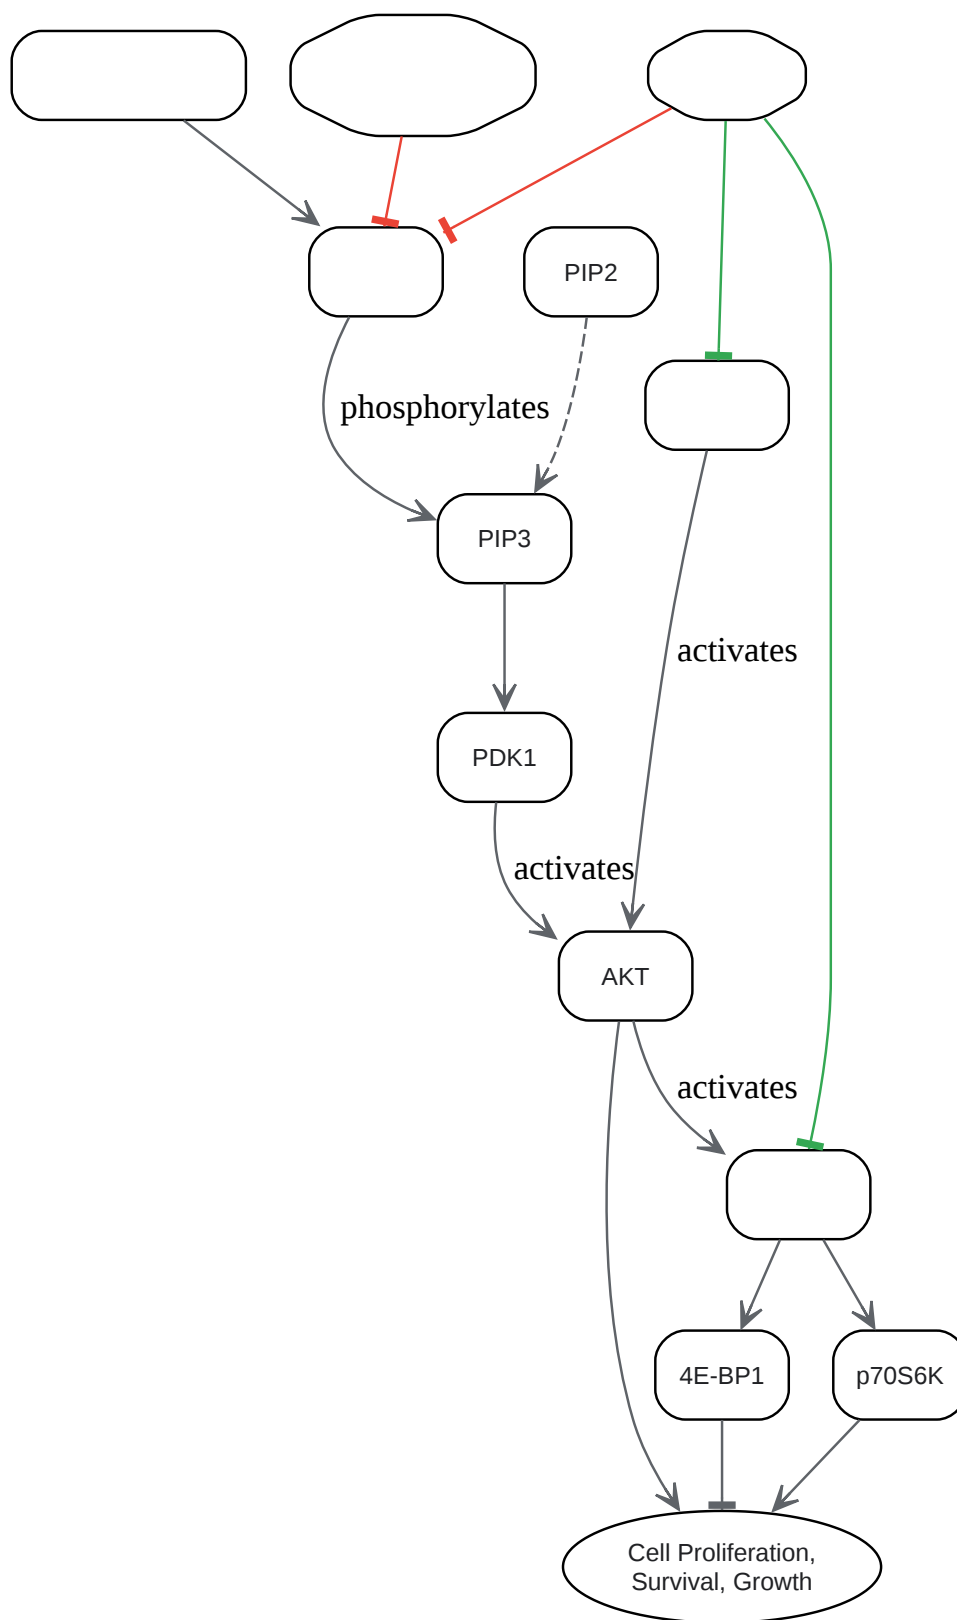 PIP2
phosphorylates
PIP3
activates
PDK1
activates
AKT
activates
4E-BP1
p70S6K
Cell Proliferation,
Survival, Growth